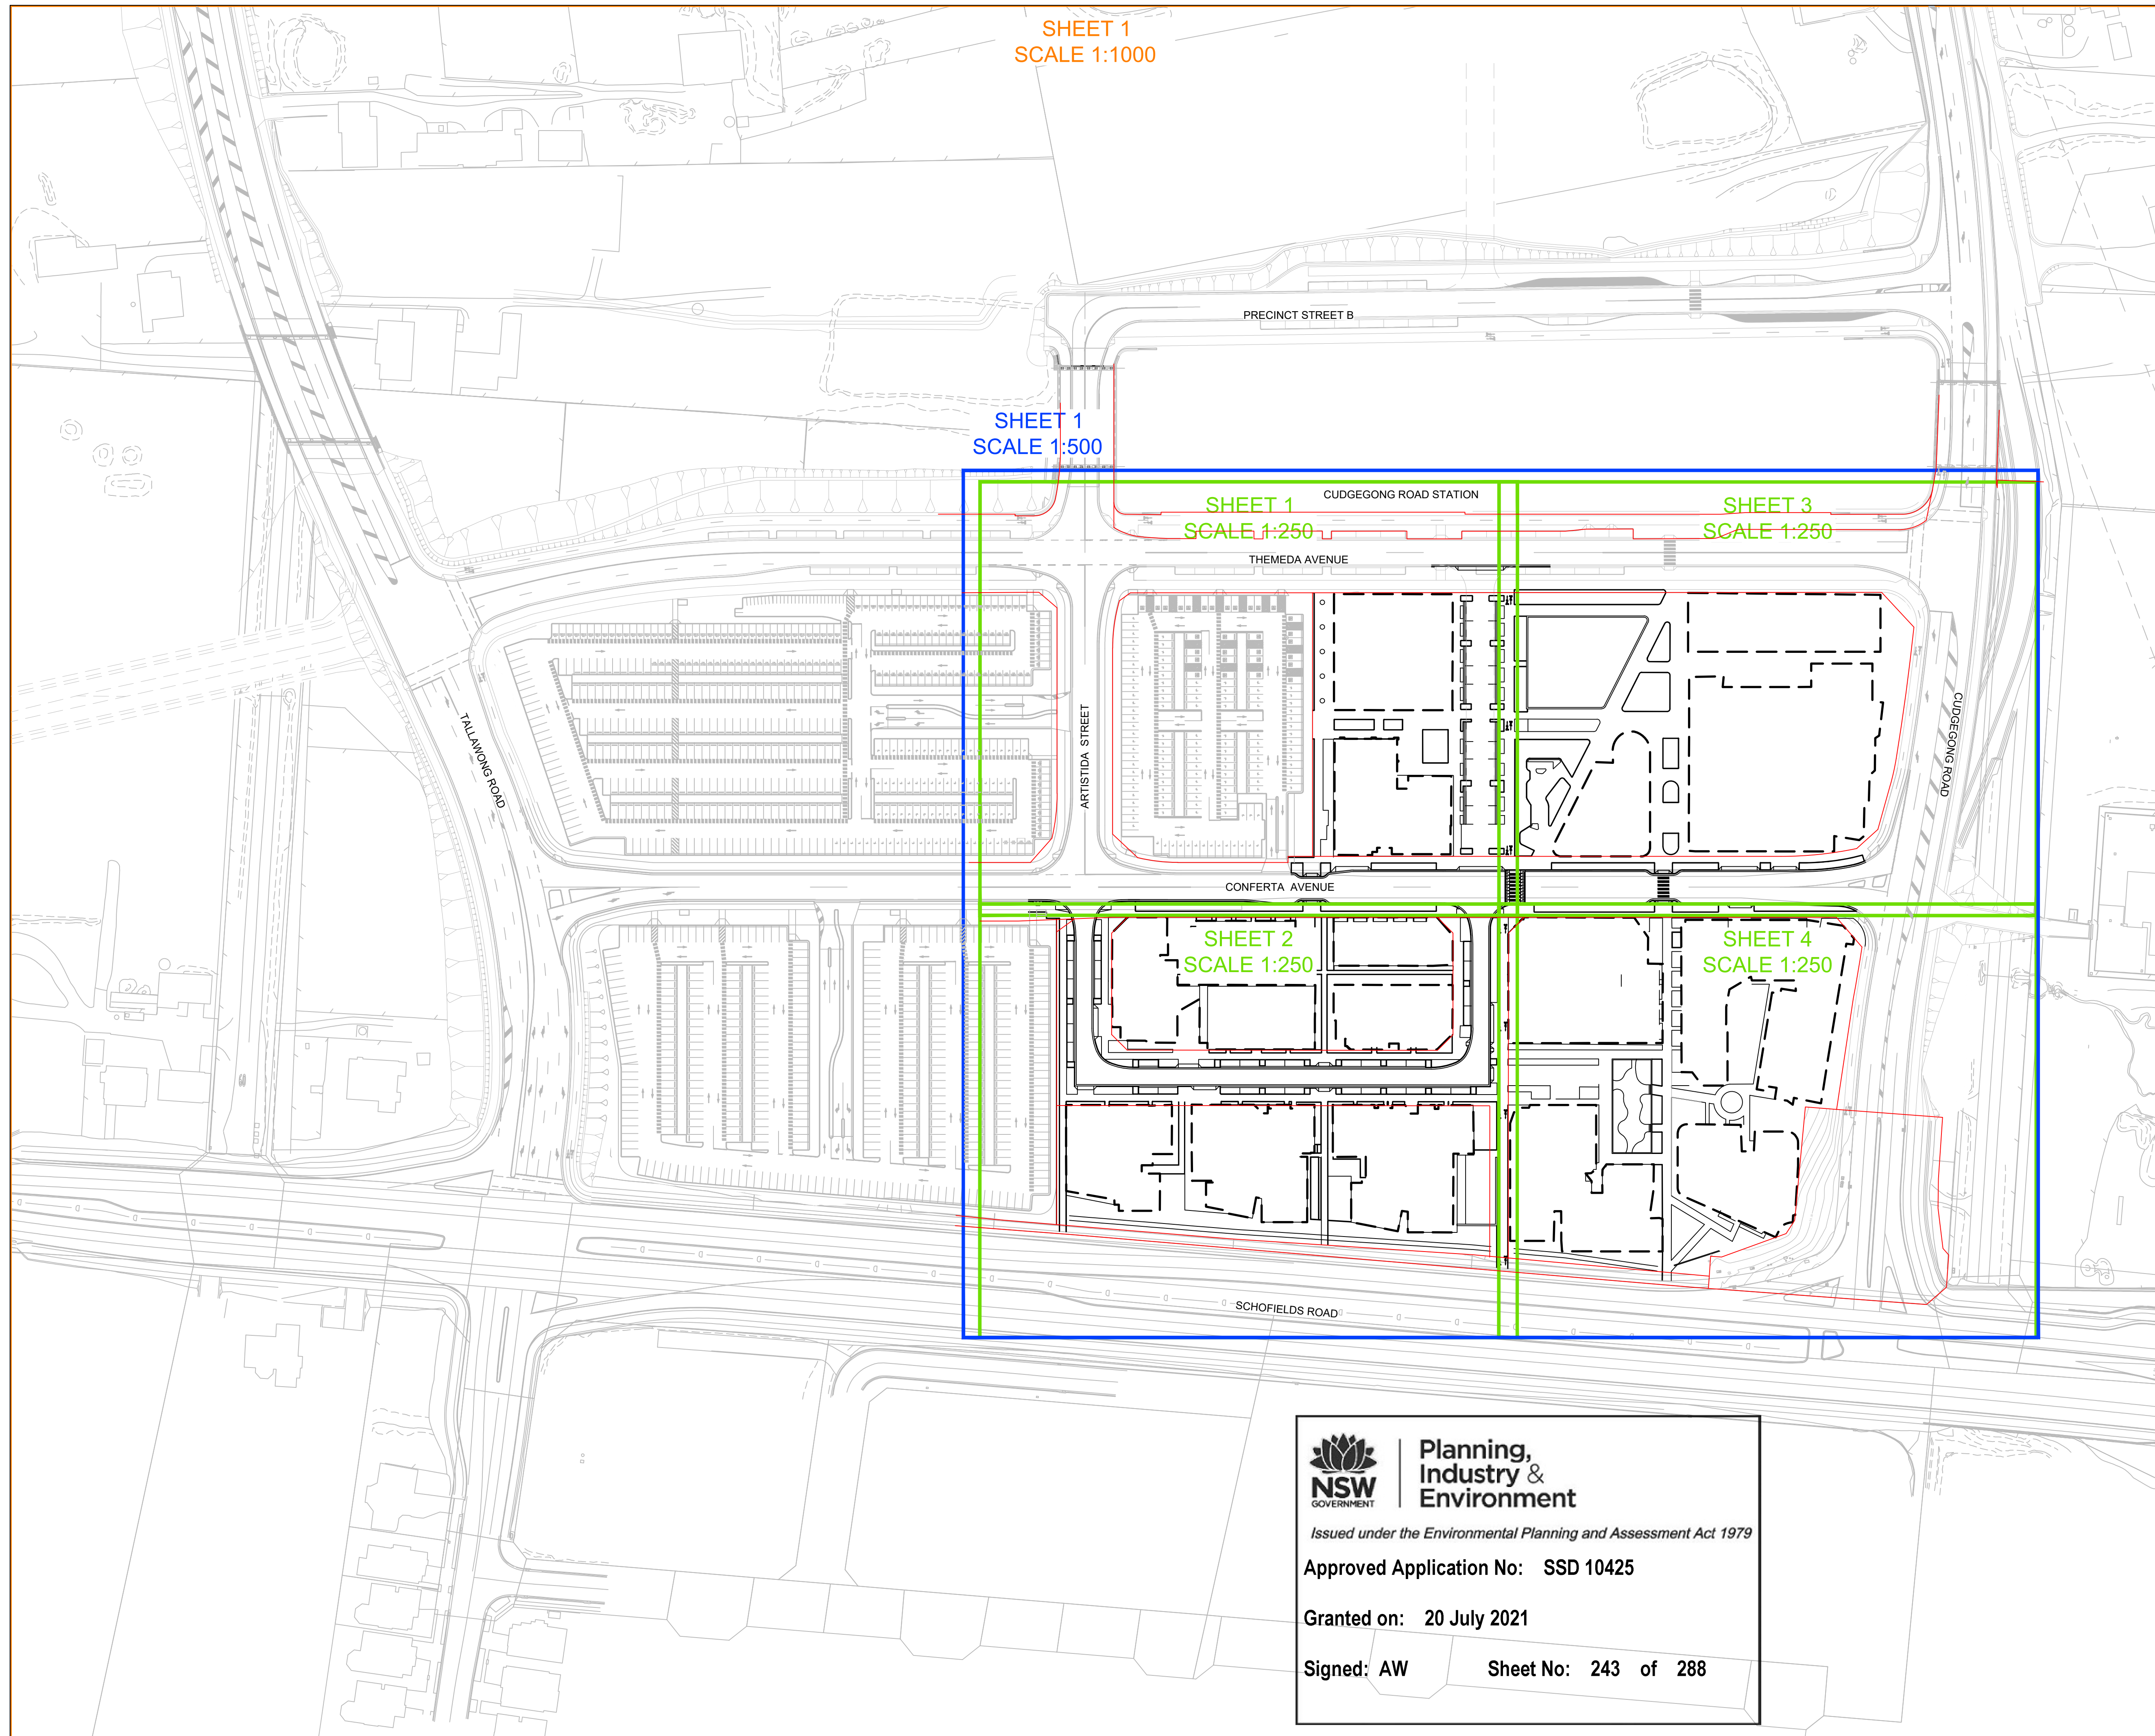 SHEET 1
SCALE 1:1000
PRECINCT STREET B
SHEET 1
SCALE 1:500
CUDGEGONG ROAD STATION
SHEET 1
SCALE 1:250
SHEET 3
SCALE 1:250
THEMEDA AVENUE
TALLAWONG ROAD
ARTISTIDA STREET
CUDGEGONG ROAD
CONFERTA AVENUE
SHEET 2
SCALE 1:250
SHEET 4
SCALE 1:250
SCHOFIELDS ROAD
NSW
GOVERNMENT
Planning,
Industry &
Environment
Issued under the Environmental Planning and Assessment Act 1979
Approved Application No: SSD 10425
Granted on: 20 July 2021
Signed: AW Sheet No: 243 of 288